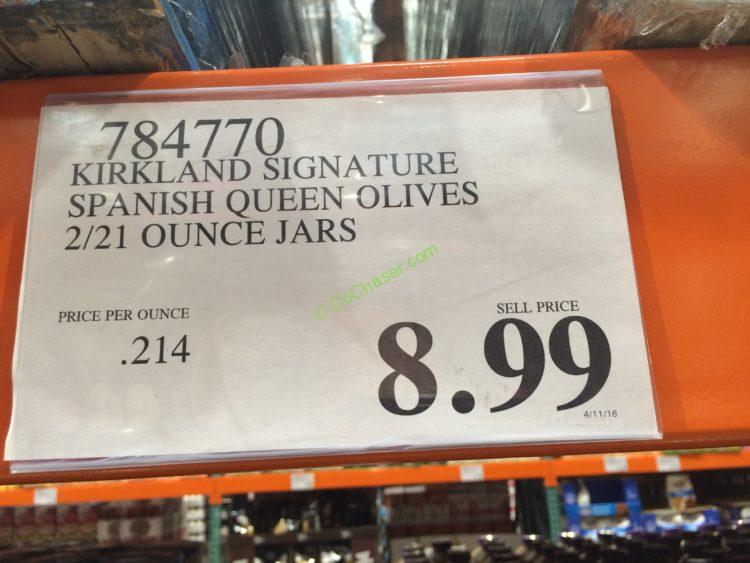 784770
KIRKLAND SIGNATURE
SPANISH QUEEN OLIVES
2/21 OUNCE JARS
© CoChaser.com
PRICE PER OUNCE
.214
SELL PRICE
8.99
4/11/16